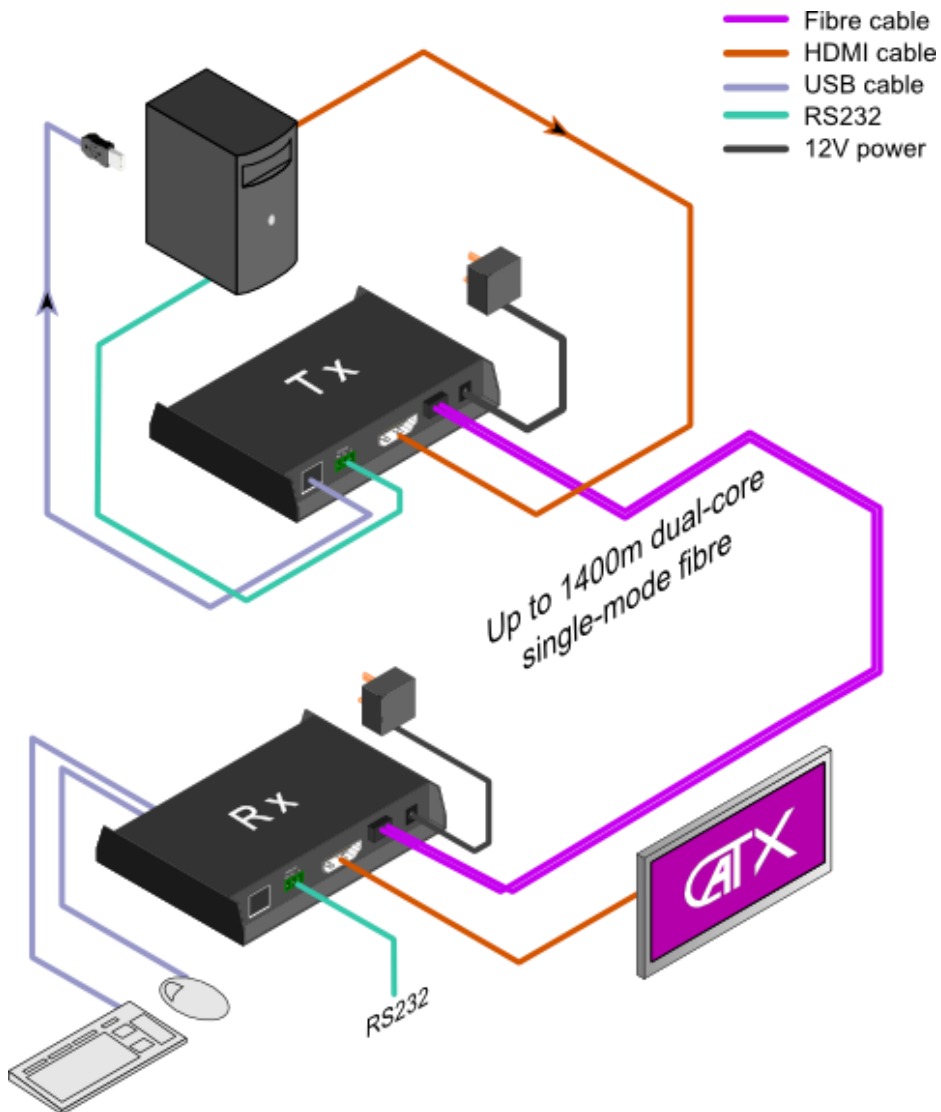 Fibre cable
HDMI cable
USB cable
RS232
12V power
Tx
Up to 1400m dual-core
single-mode fibre
Rx
CATX
RS232